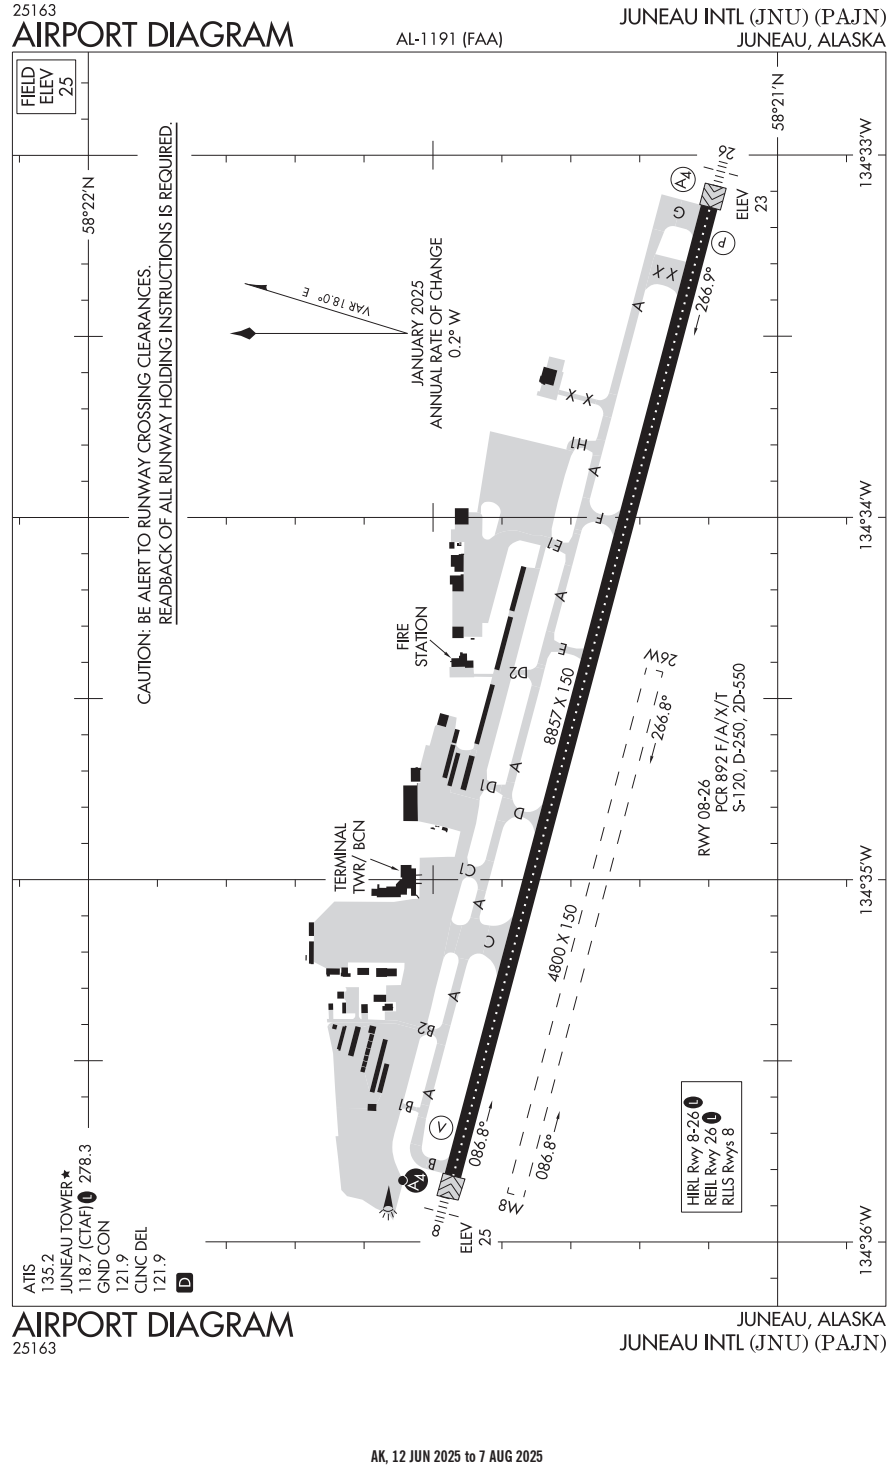 25163
AIRPORT DIAGRAM
AL-1191 (FAA)
JUNEAU INTL (JNU) (PAJN)
JUNEAU, ALASKA
FIELD
ELEV
25
58°22'N
58°21'N
134°33'W
134°34'W
134°35'W
134°36'W
CAUTION: BE ALERT TO RUNWAY CROSSING CLEARANCES.
READBACK OF ALL RUNWAY HOLDING INSTRUCTIONS IS REQUIRED.
VAR 18.0° E
JANUARY 2025
ANNUAL RATE OF CHANGE
0.2° W
26
A4
ELEV
23
G
P
X X
266.9°
A
X X
H1
A
F
E1
A
E
FIRE
STATION
D2
8857 X 150
26W
266.8°
D1
A
D
RWY 08-26
PCR 892 F/A/X/T
S-120, D-250, 2D-550
TERMINAL
TWR/BCN
C1
A
C
4800 X 150
A
B2
A
B1
V
B
086.8°
086.8°
8W
A4
8
ELEV
25
HIRL Rwy 8-26 L
REIL Rwy 26 L
RLLS Rwys 8
ATIS
135.2
JUNEAU TOWER★
118.7 (CTAF) L 278.3
GND CON
121.9
CLNC DEL
121.9
D
AIRPORT DIAGRAM
25163
JUNEAU, ALASKA
JUNEAU INTL (JNU) (PAJN)
AK, 12 JUN 2025 to 7 AUG 2025